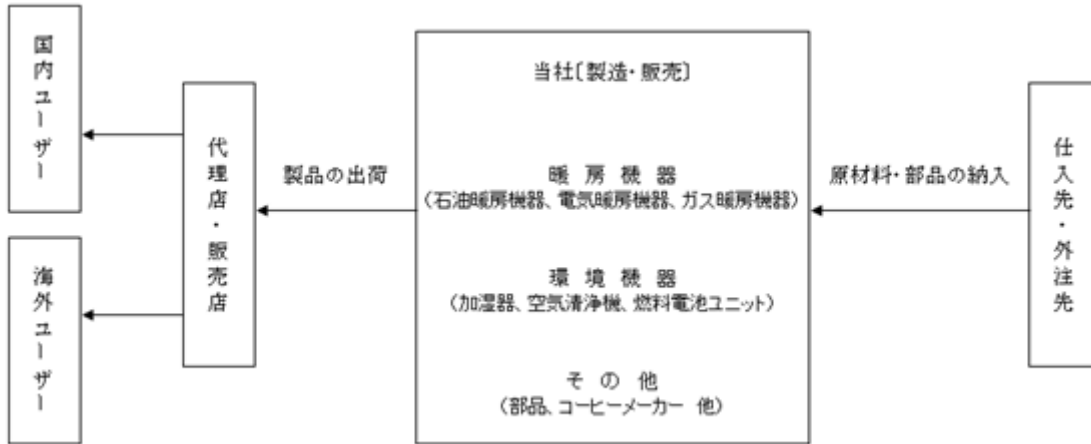 国内ユーザー
海外ユーザー
代理店・販売店
製品の出荷
当社〔製造・販売〕
暖房機器
（石油暖房機器、電気暖房機器、ガス暖房機器）
環境機器
（加湿器、空気清浄機、燃料電池ユニット）
その他
（部品、コーヒーメーカー 他）
原材料・部品の納入
仕入先・外注先